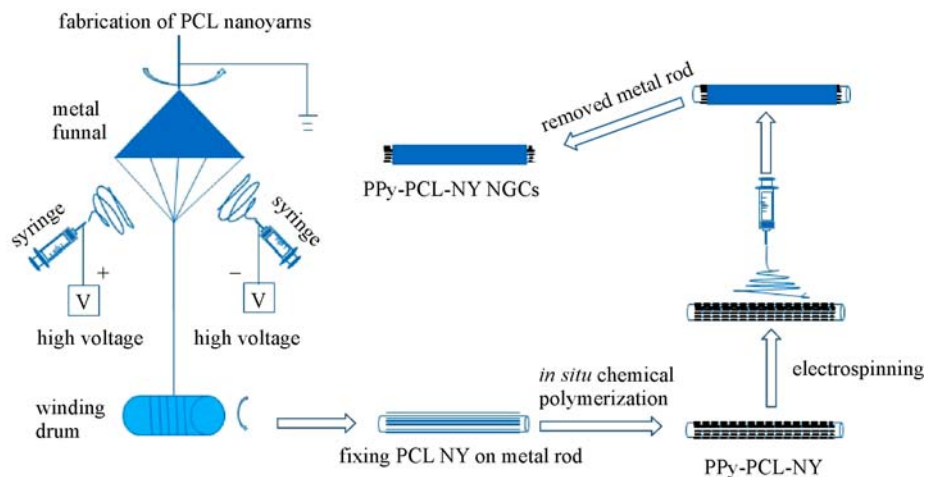 fabrication of PCL nanoyarns
metal
funnal
syringe
syringe
+
−
V
V
high voltage
high voltage
winding
drum
fixing PCL NY on metal rod
in situ chemical
polymerization
PPy-PCL-NY
electrospinning
removed metal rod
PPy-PCL-NY NGCs